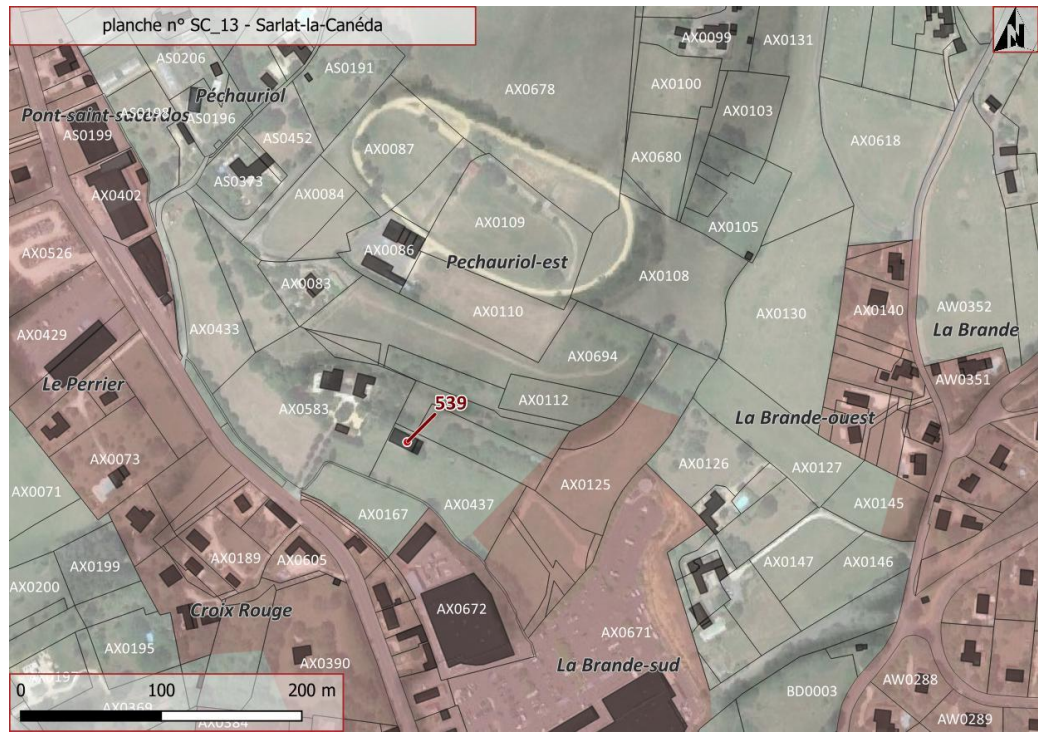 planche n° SC_13 - Sarlat-la-Canéda
N
AX0099
AX0131
AS0206
AS0191
AX0678
AX0100
Péchauriol
AX0103
Pont-saint-sacerdos
AS0198
AS0196
AS0199
AS0452
AX0087
AX0618
AX0680
AS0373
AX0402
AX0084
AX0109
AX0105
AX0086
AX0526
Pechauriol-est
AX0083
AX0108
AX0110
AX0130
AX0140
AW0352
AX0433
La Brande
AX0429
AX0694
AW0351
Le Perrier
AX0112
AX0583
539
La Brande-ouest
AX0073
AX0126
AX0127
AX0071
AX0125
AX0437
AX0145
AX0167
AX0199
AX0189
AX0605
AX0147
AX0146
AX0200
Croix Rouge
AX0672
AX0671
AX0195
AX0390
La Brande-sud
AX0197
AW0288
BD0003
0 100 200 m
AX0369
AX0384
AW0289